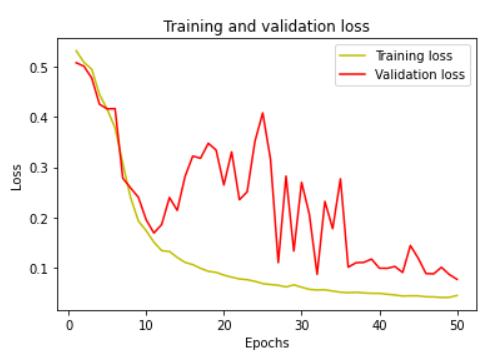 Training and validation loss
Training loss
Validation loss
0.5
0.4
0.3
0.2
0.1
Loss
0 10 20 30 40 50
Epochs